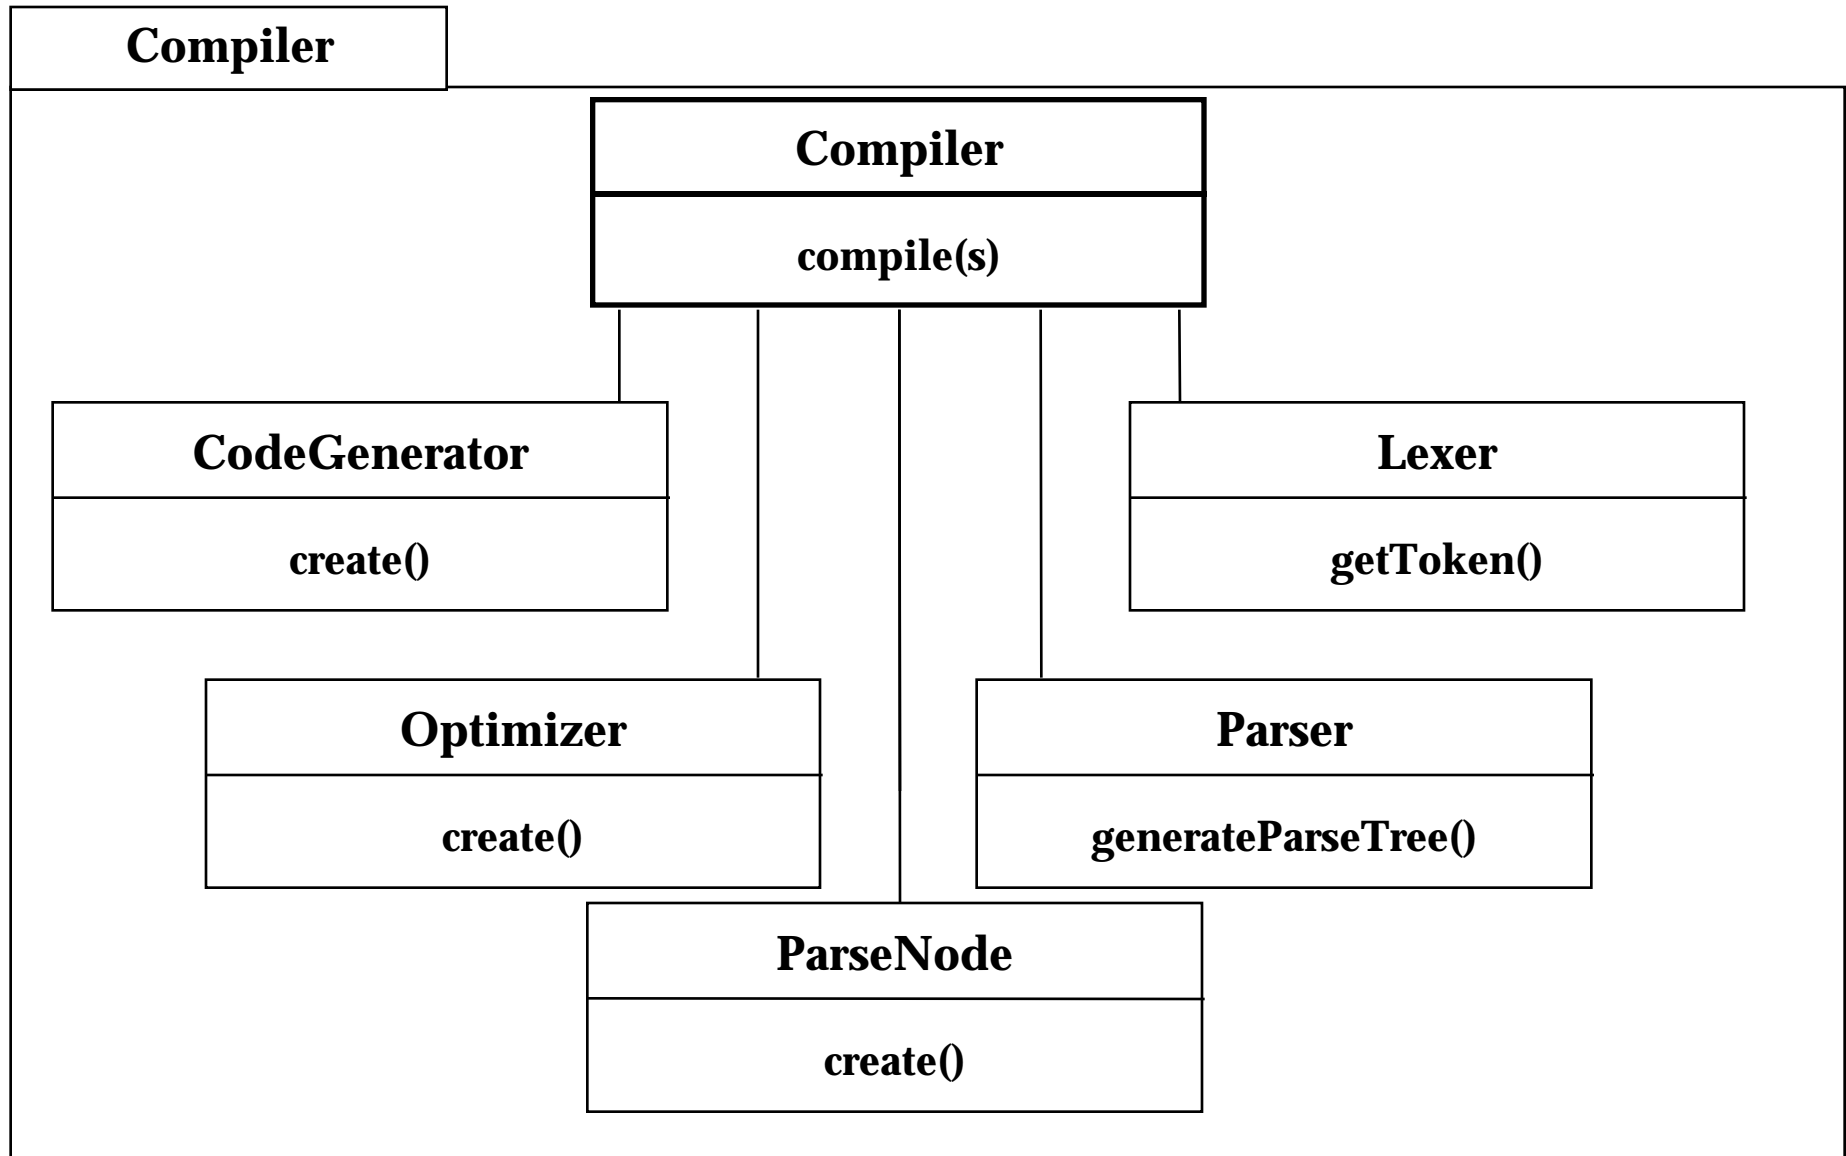 Compiler
Compiler
compile(s)
CodeGenerator
create()
Lexer
getToken()
Optimizer
create()
Parser
generateParseTree()
ParseNode
create()